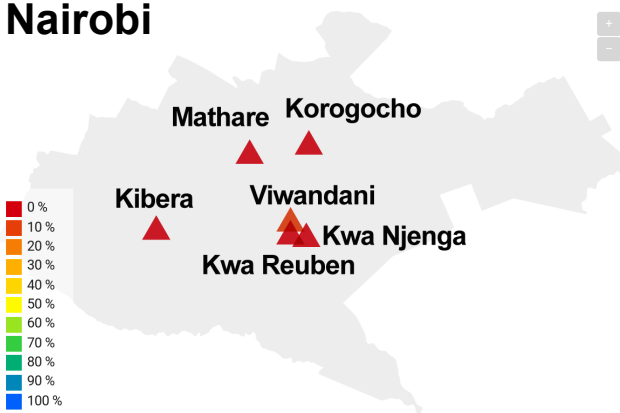 Nairobi
+
−
Mathare
Korogocho
Kibera
Viwandani
Kwa Njenga
Kwa Reuben
0 %
10 %
20 %
30 %
40 %
50 %
60 %
70 %
80 %
90 %
100 %